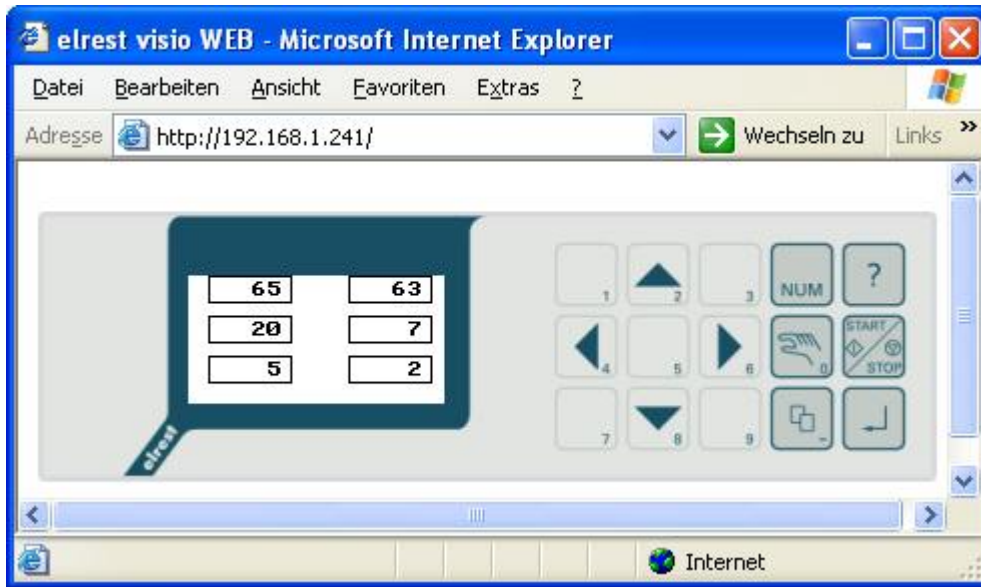 elrest visio WEB - Microsoft Internet Explorer
Datei Bearbeiten Ansicht Favoriten Extras ?
Adresse http://192.168.1.241/ Wechseln zu Links »
65 63
20 7
5 2
elrest
1 2 3 NUM ?
4 5 6 0 START STOP
7 8 9 -
Internet